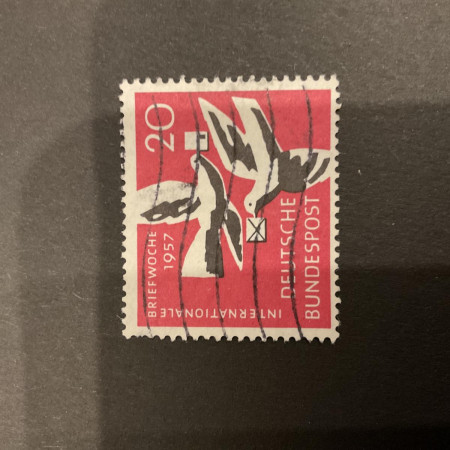 20
INTERNATIONALE
BRIEFWOCHE
1957
DEUTSCHE
BUNDESPOST